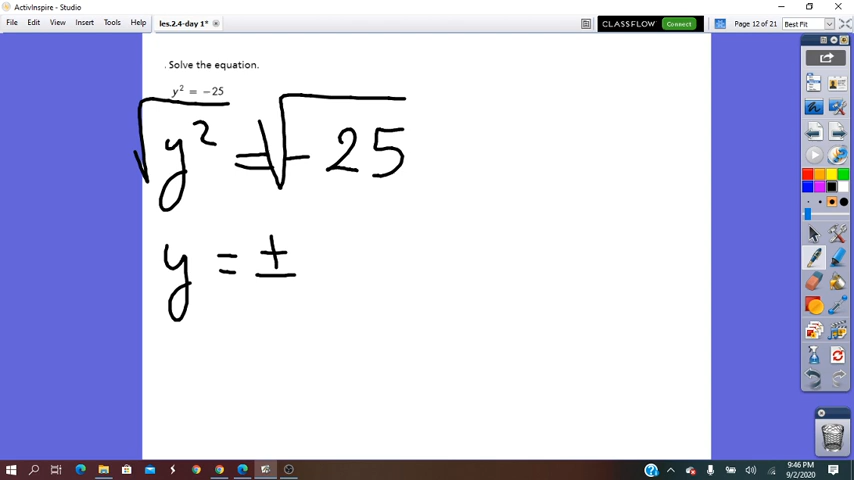 ActivInspire - Studio
File Edit View Insert Tools Help
les.2.4-day 1*
CLASSFLOW Connect
Page 12 of 21
Best Fit
. Solve the equation.
y² = −25
√y² = √−25
y = ±
9:46 PM
9/2/2020